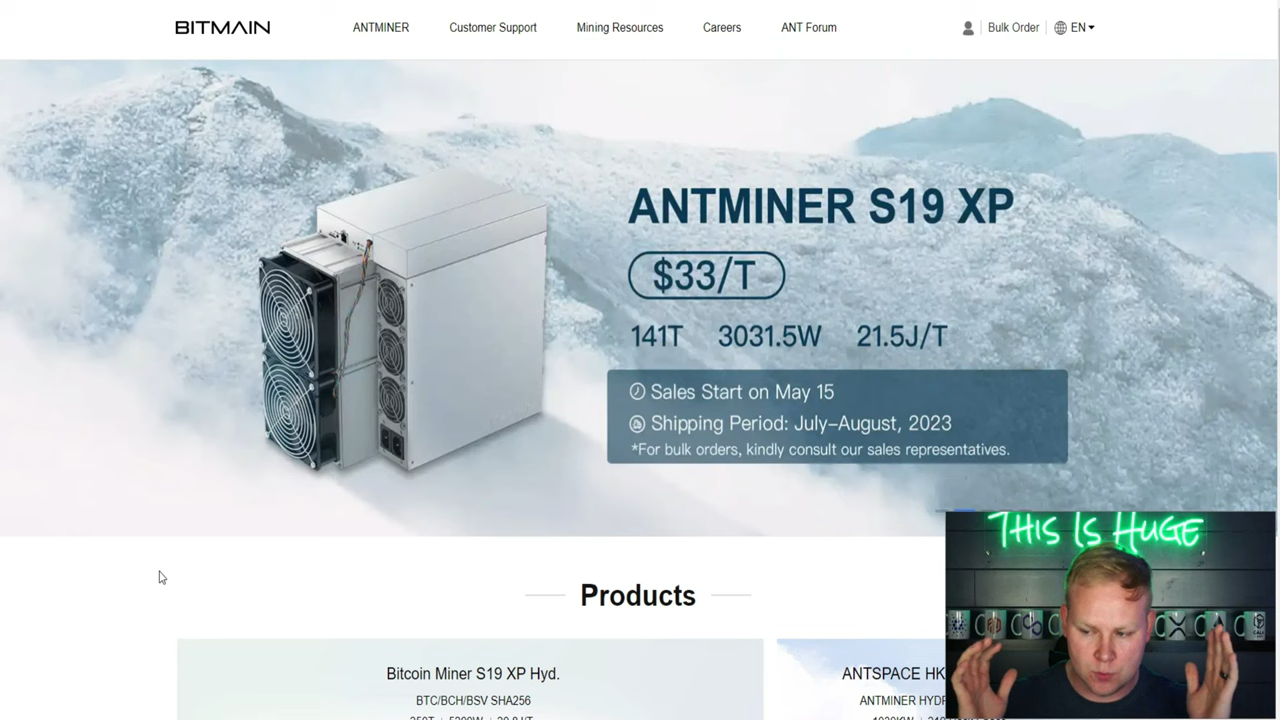 BITMAIN
ANTMINER Customer Support Mining Resources Careers ANT Forum Bulk Order EN
ANTMINER S19 XP
$33/T
141T 3031.5W 21.5J/T
Sales Start on May 15
Shipping Period: July–August, 2023
*For bulk orders, kindly consult our sales representatives.
THIS IS HUGE
Products
Bitcoin Miner S19 XP Hyd.
BTC/BCH/BSV SHA256
ANTSPACE HK